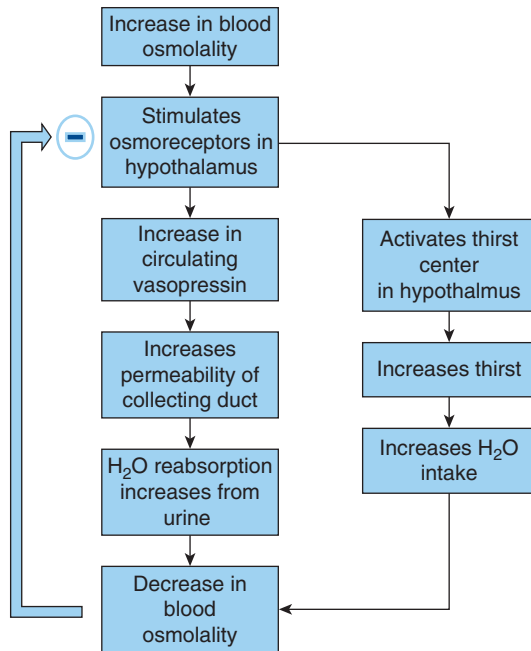 Increase in blood
osmolality
Stimulates
osmoreceptors in
hypothalamus
Increase in
circulating
vasopressin
Increases
permeability of
collecting duct
H₂O reabsorption
increases from
urine
Decrease in
blood
osmolality
Activates thirst
center
in hypothalmus
Increases thirst
Increases H₂O
intake